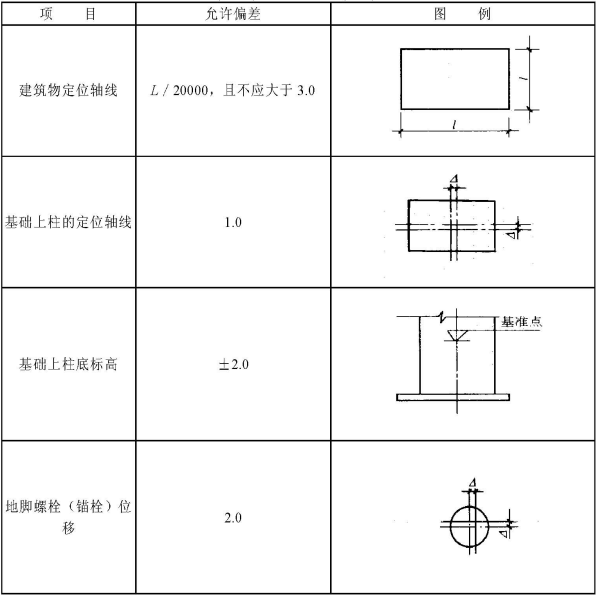 项 目 允许偏差 图 例
建筑物定位轴线 L／20000，且不应大于 3.0
l
l
Δ
基础上柱的定位轴线 1.0
Δ
基准点
基础上柱底标高 ±2.0
Δ
地脚螺栓（锚栓）位
移
2.0
Δ